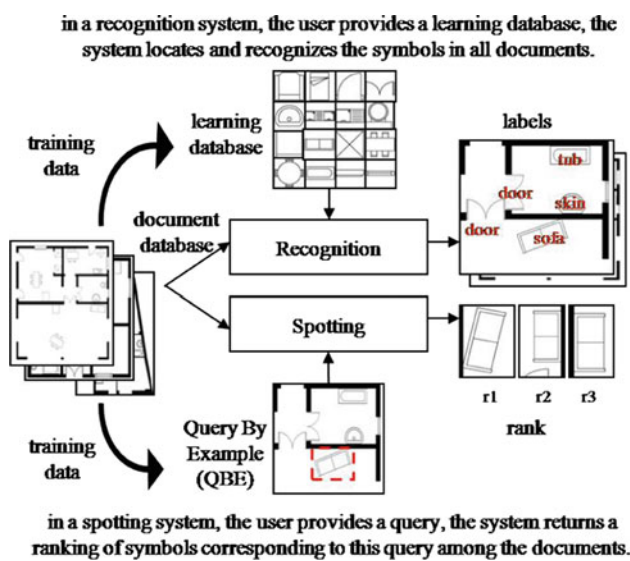 in a recognition system, the user provides a learning database, the
system locates and recognizes the symbols in all documents.
training
data
learning
database
labels
tub
door
skin
door
sofa
document
database
Recognition
Spotting
r1 r2 r3
rank
training
data
Query By
Example
(QBE)
in a spotting system, the user provides a query, the system returns a
ranking of symbols corresponding to this query among the documents.